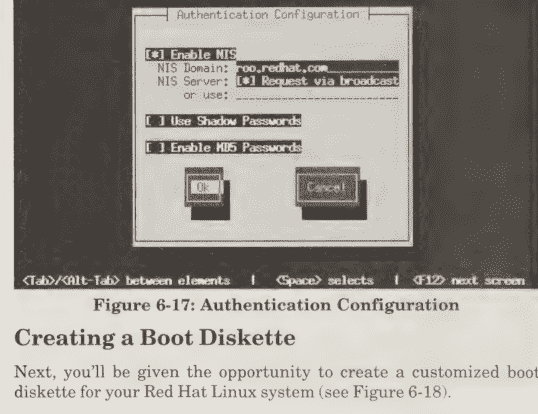 Authentication Configuration
[*] Enable NIS
NIS Domain: roo.redhat.com
NIS Server: [*] Request via broadcast
or use:
[ ] Use Shadow Passwords
[ ] Enable MD5 Passwords
Ok Cancel
<Tab>/<Alt-Tab> between elements | <Space> selects | <F12> next screen
Figure 6-17: Authentication Configuration
Creating a Boot Diskette
Next, you'll be given the opportunity to create a customized boot
diskette for your Red Hat Linux system (see Figure 6-18).